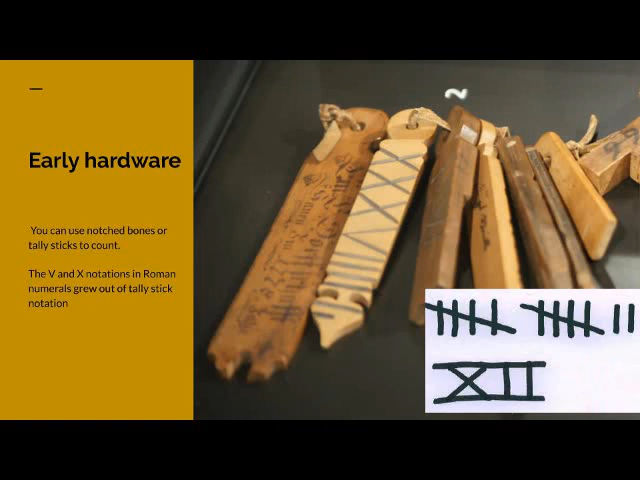 Early hardware
You can use notched bones or
tally sticks to count.
The V and X notations in Roman
numerals grew out of tally stick
notation
XII